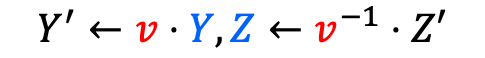 Y′ ← v · Y, Z ← v⁻¹ · Z′